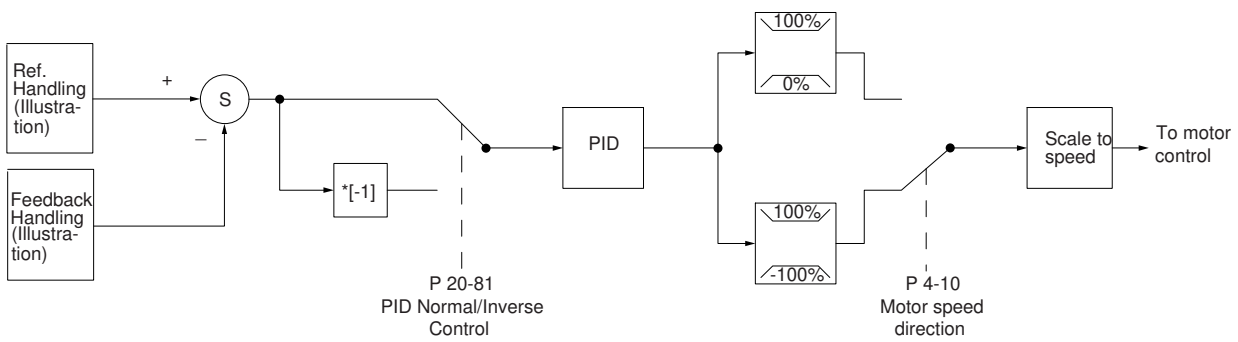 Ref.
Handling
(Illustra-
tion)
+
S
_
Feedback
Handling
(Illustra-
tion)
*[-1]
P 20-81
PID Normal/Inverse
Control
PID
100%
0%
100%
-100%
P 4-10
Motor speed
direction
Scale to
speed
To motor
control